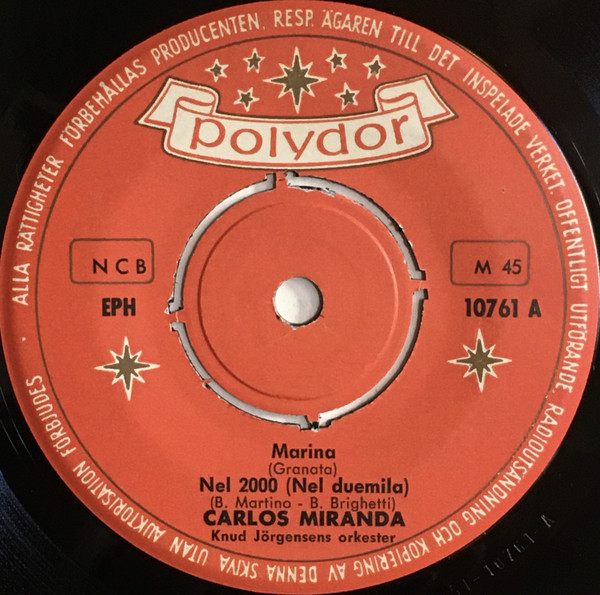 ALLA RÄTTIGHETER FÖRBEHÅLLAS PRODUCENTEN, RESP. ÄGAREN TILL DET INSPELADE VERKET. OFFENTLIGT UTFÖRANDE, RADIOUTSÄNDNING OCH KOPIERING AV DENNA SKIVA UTAN AUKTORISATION FÖRBJUDES ·
polydor
NCB
M 45
EPH
10761 A
Marina
(Granata)
Nel 2000 (Nel duemila)
(B. Martino - B. Brighetti)
CARLOS MIRANDA
Knud Jörgensens orkester